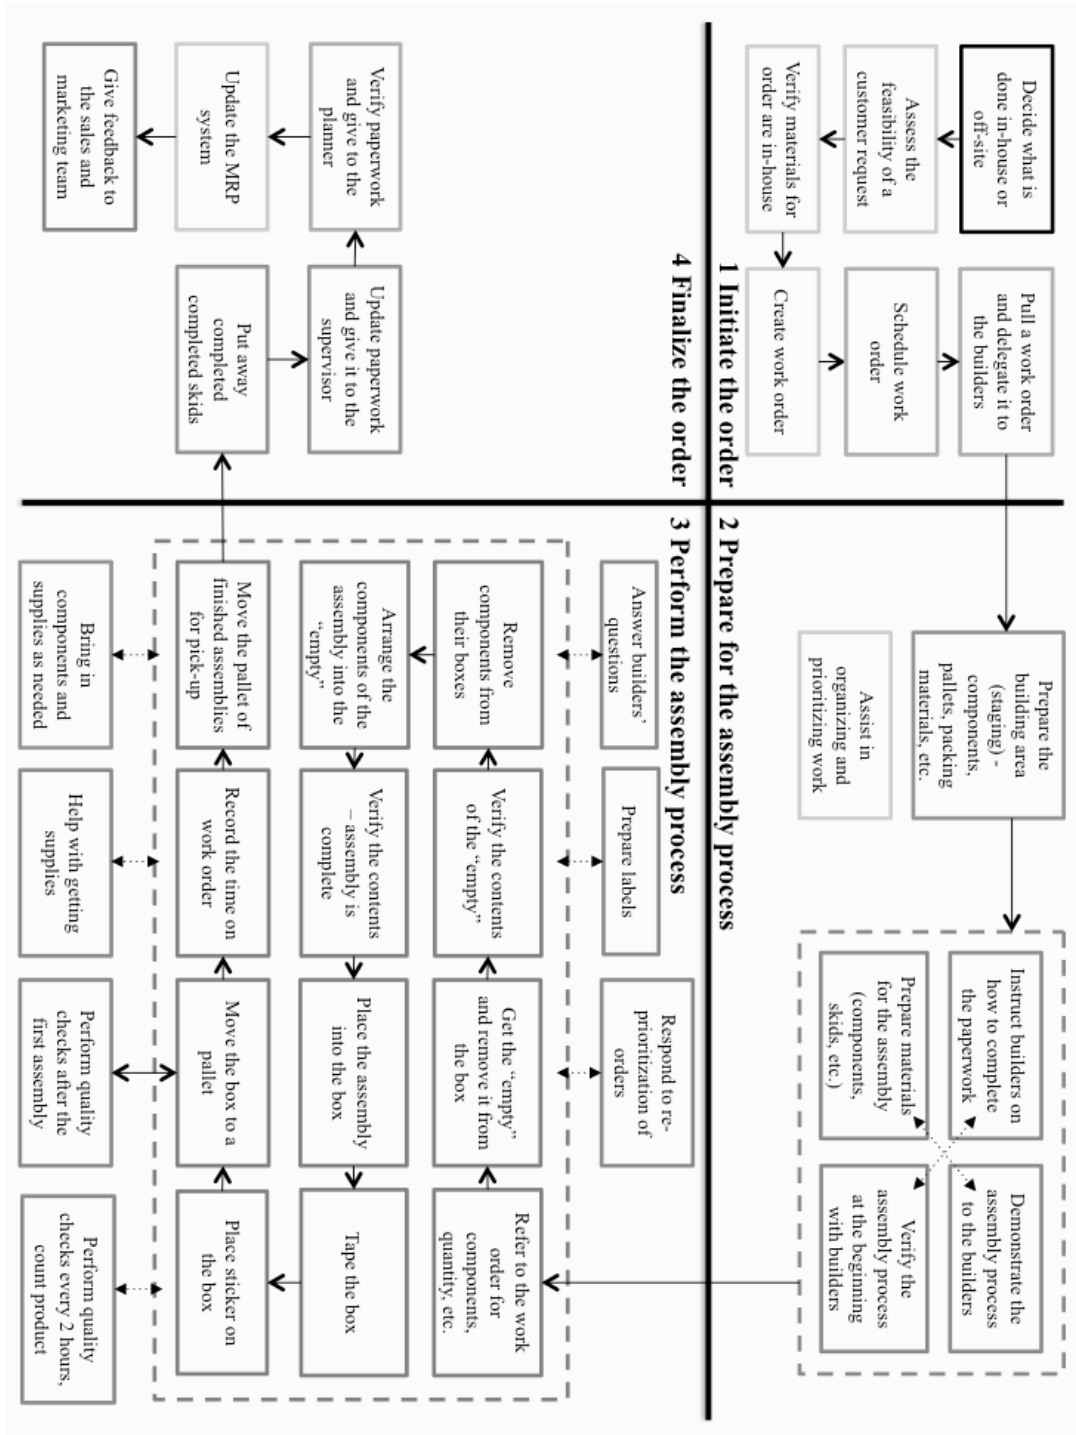 1 Initiate the order
Decide what is
done in-house or
off-site
Assess the
feasibility of a
customer request
Verify materials for
order are in-house
Create work order
Schedule work
order
Pull a work order
and delegate it to
the builders
2 Prepare for the assembly process
Prepare the
building area
(staging) -
components,
pallets, packing
materials, etc.
Assist in
organizing and
prioritizing work
Instruct builders on
how to complete
the paperwork
Demonstrate the
assembly process
to the builders
Prepare materials
for the assembly
(components,
skids, etc.)
Verify the
assembly process
at the beginning
with builders
3 Perform the assembly process
Answer builders’
questions
Prepare labels
Respond to re-
prioritization of
orders
Refer to the work
order for
components,
quantity, etc.
Get the “empty”
and remove it from
the box
Verify the contents
of the “empty”
Remove
components from
their boxes
Arrange the
components of the
assembly into the
“empty”
Verify the contents
– assembly is
complete
Place the assembly
into the box
Tape the box
Place sticker on
the box
Move the box to a
pallet
Record the time on
work order
Move the pallet of
finished assemblies
for pick-up
Bring in
components and
supplies as needed
Help with getting
supplies
Perform quality
checks after the
first assembly
Perform quality
checks every 2 hours,
count product
4 Finalize the order
Put away
completed
completed skids
Update paperwork
and give it to the
supervisor
Verify paperwork
and give to the
planner
Update the MRP
system
Give feedback to
the sales and
marketing team